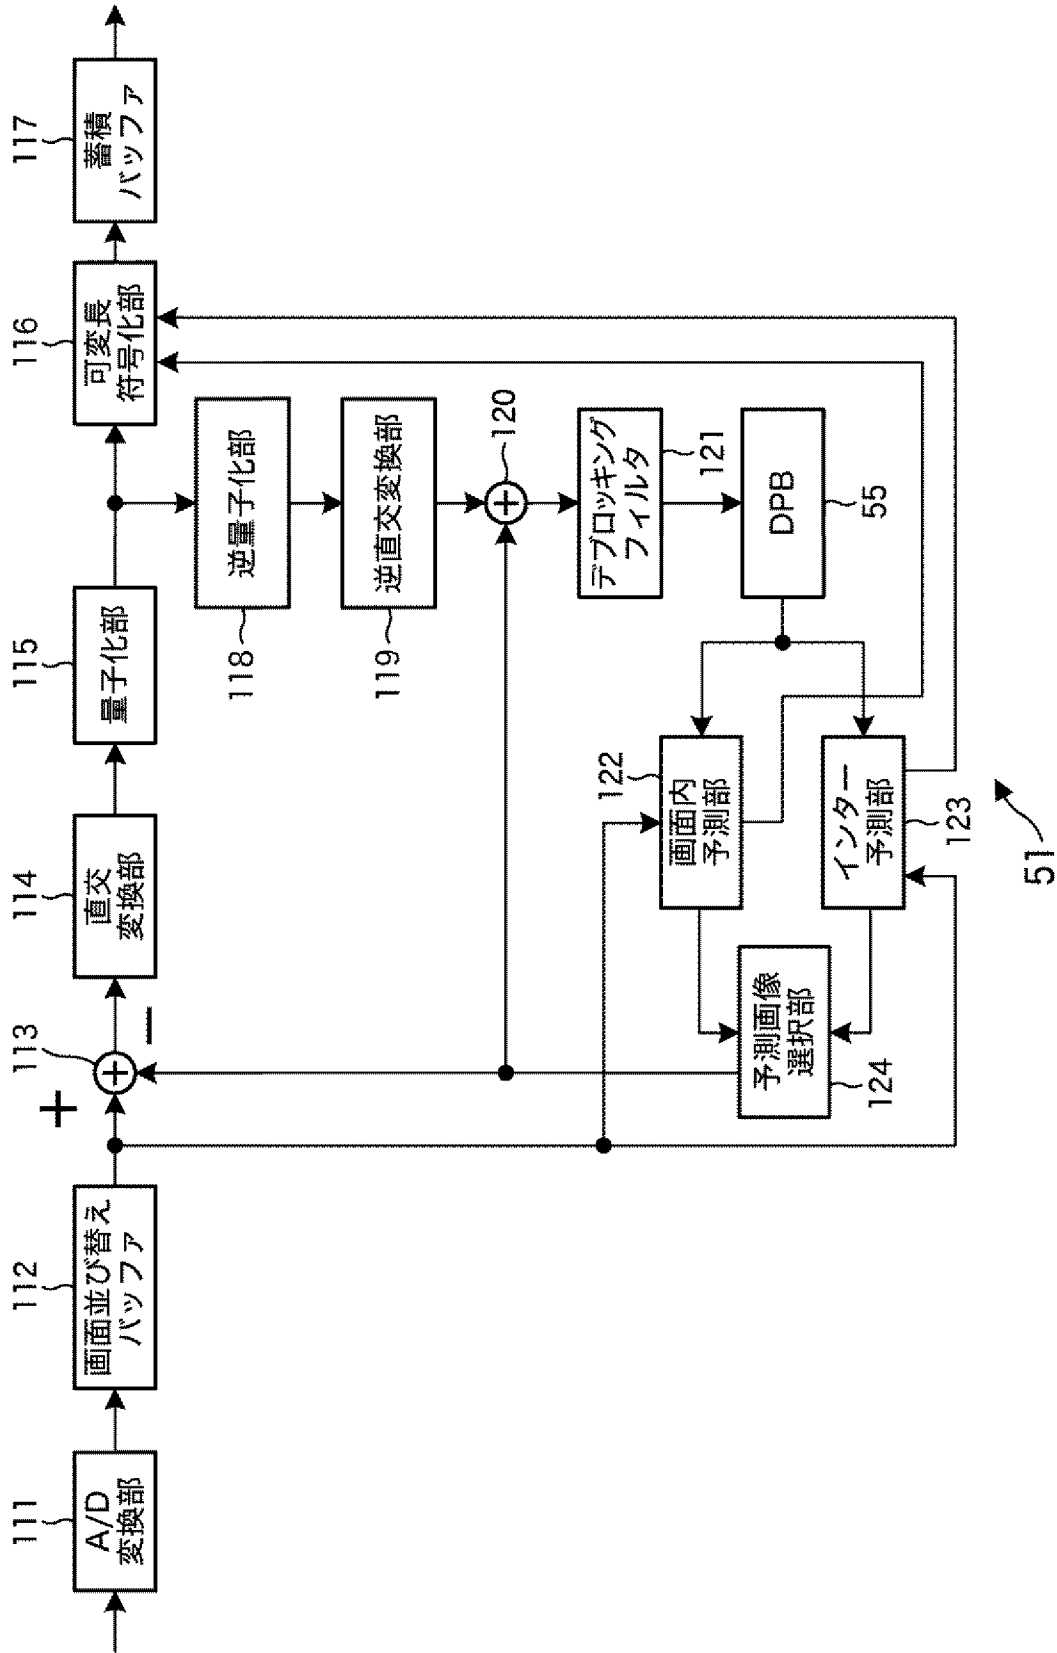 111
A/D
変換部
112
画面並び替え
バッファ
+
113
−
114
直交
変換部
115
量子化部
116
可変長
符号化部
117
蓄積
バッファ
118
逆量子化部
119
逆直交変換部
120
デブロッキング
フィルタ
121
DPB
55
122
画面内
予測部
インター
予測部
123
予測画像
選択部
124
51